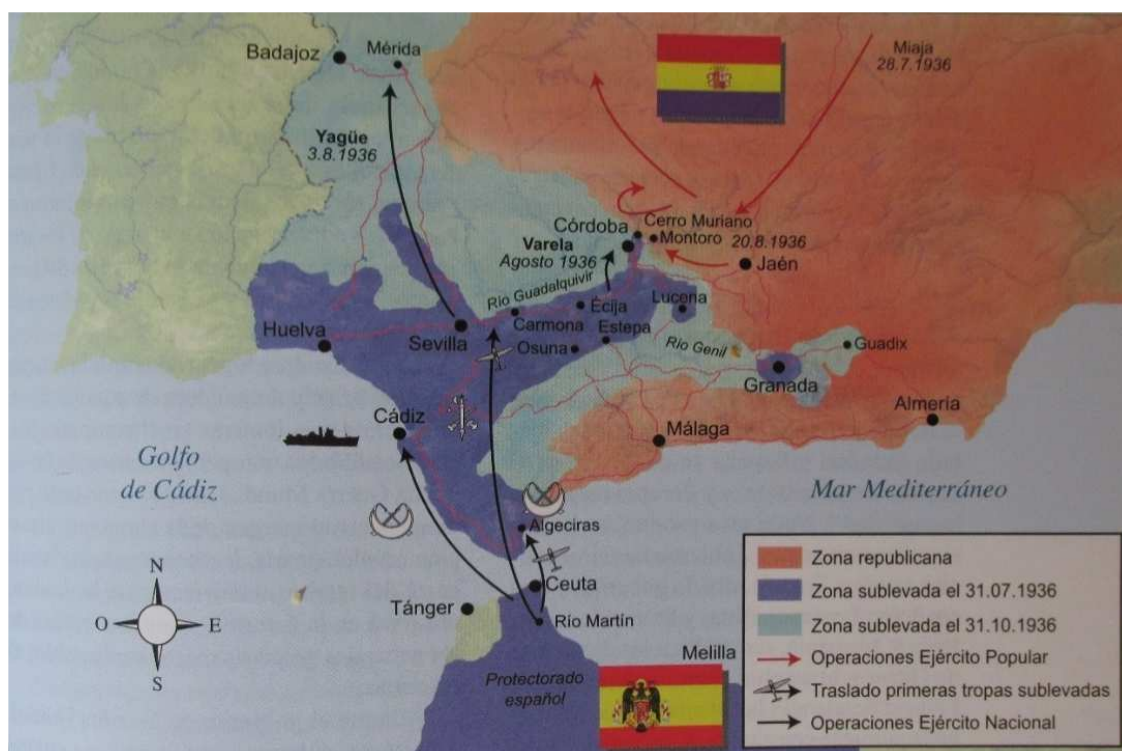 Badajoz
Mérida
Miaja
28.7.1936
Yagüe
3.8.1936
Córdoba
Cerro Muriano
Montoro
20.8.1936
Jaén
Varela
Agosto 1936
Río Guadalquivir
Écija
Lucena
Carmona
Estepa
Huelva
Sevilla
Osuna
Río Genil
Guadix
Granada
Cádiz
Málaga
Almería
Golfo
de Cádiz
Mar Mediterráneo
Algeciras
Ceuta
Tánger
Río Martín
Melilla
Protectorado
español
N
O
E
S
Zona republicana
Zona sublevada el 31.07.1936
Zona sublevada el 31.10.1936
Operaciones Ejército Popular
Traslado primeras tropas sublevadas
Operaciones Ejército Nacional